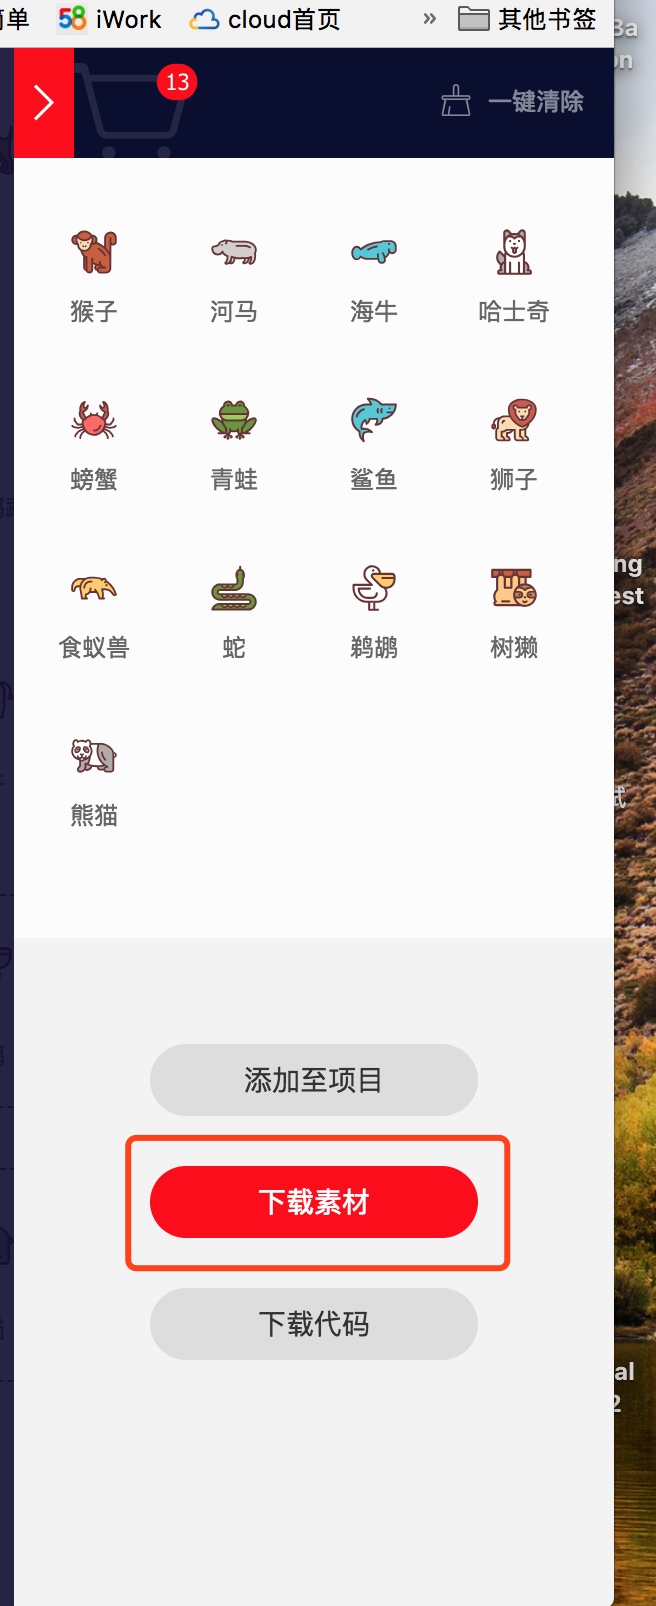 单 58 iWork cloud首页 » 其他书签
13 一键清除
猴子 河马 海牛 哈士奇
螃蟹 青蛙 鲨鱼 狮子
食蚁兽 蛇 鹈鹕 树獭
熊猫
添加至项目
下载素材
下载代码